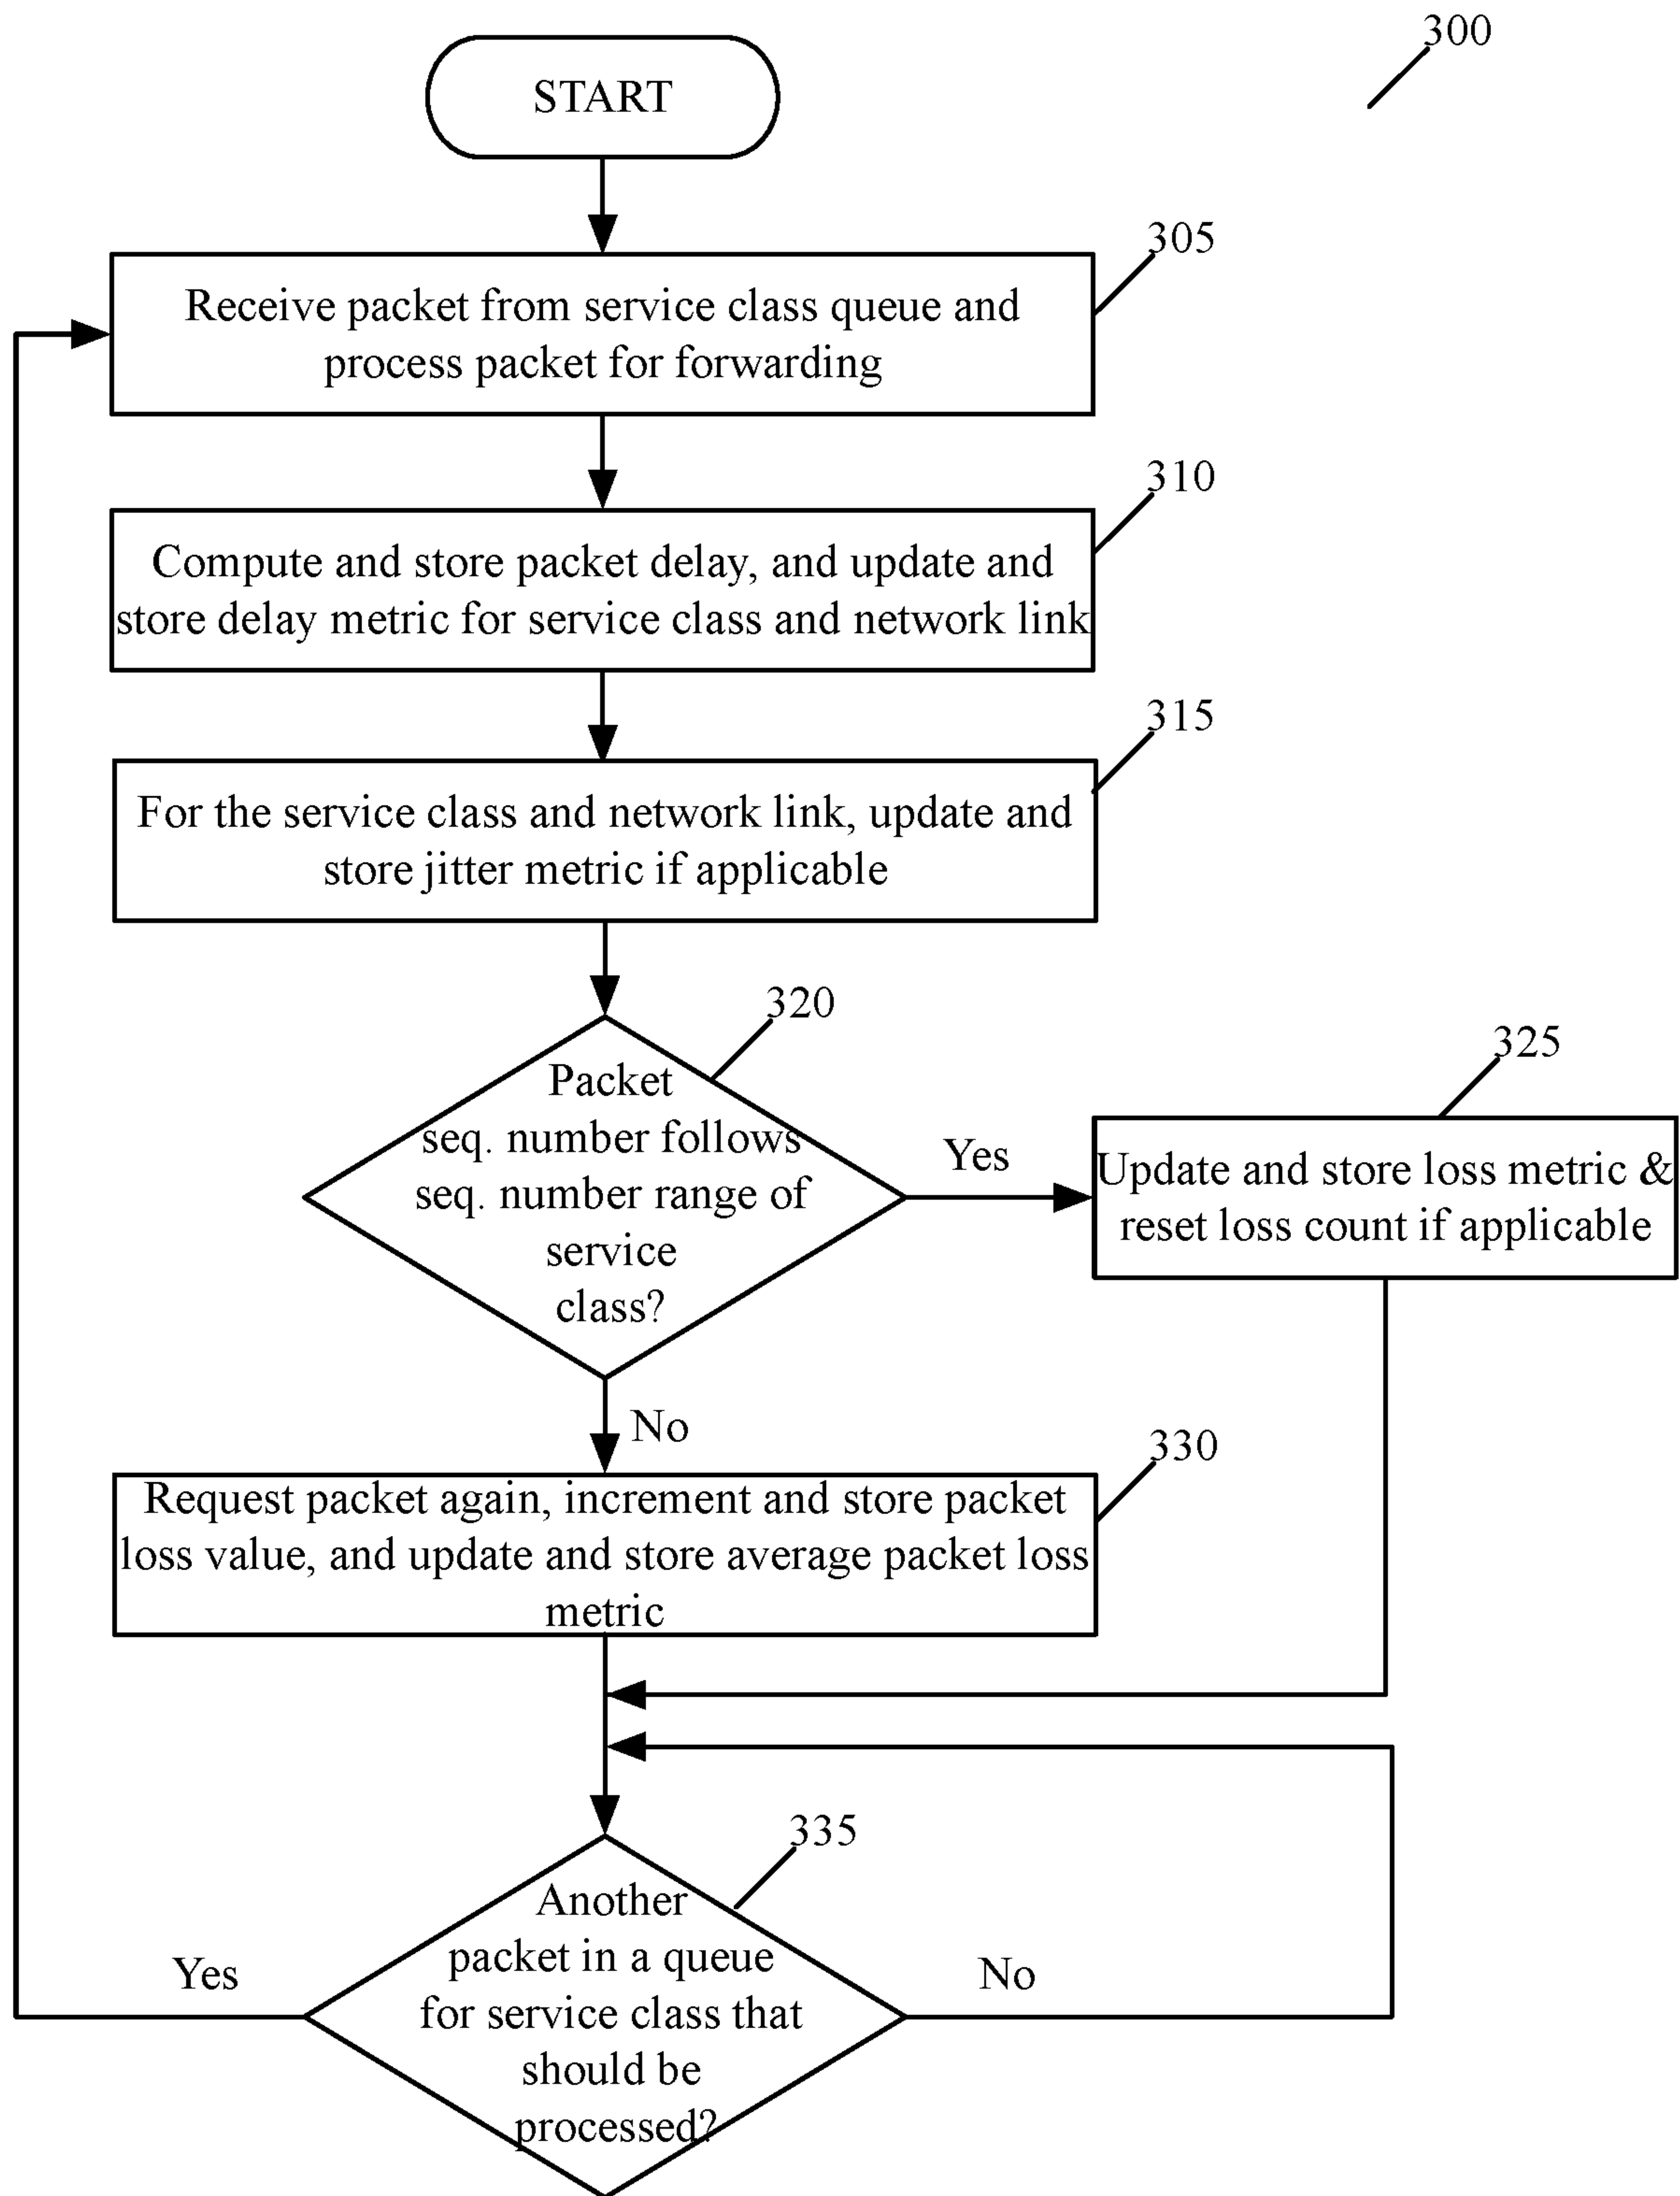 300
START
305
Receive packet from service class queue and
process packet for forwarding
310
Compute and store packet delay, and update and
store delay metric for service class and network link
315
For the service class and network link, update and
store jitter metric if applicable
320
Packet
seq. number follows
seq. number range of
service
class?
Yes
325
Update and store loss metric &
reset loss count if applicable
No
330
Request packet again, increment and store packet
loss value, and update and store average packet loss
metric
335
Another
packet in a queue
for service class that
should be
processed?
Yes
No